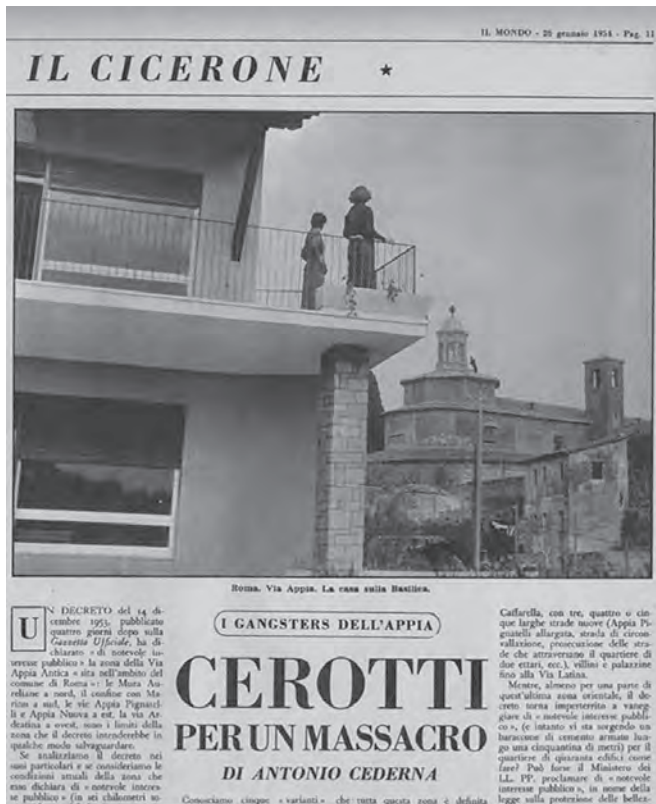 IL MONDO - 26 gennaio 1954 - Pag. 11
IL CICERONE ★
Roma. Via Appia. La casa sulla Basilica.
UN DECRETO del 14 di-
cembre 1953, pubblicato
quattro giorni dopo sulla
Gazzetta Ufficiale, ha di-
chiarato « di notevole in-
teresse pubblico » la zona della Via
Appia Antica « sita nell'ambito del
comune di Roma »: le Mura Au-
reliane a nord, il confine con Ma-
rino a sud, le vie Appia Pignatel-
li e Appia Nuova a est, la via Ar-
deatina a ovest, sono i limiti della
zona che il decreto intenderebbe in
qualche modo salvaguardare.
Se analizziamo il decreto nei
suoi particolari e se consideriamo le
condizioni attuali della zona che
esso dichiara di « notevole interes-
se pubblico » (in sei chilometri
I GANGSTERS DELL'APPIA
CEROTTI
PER UN MASSACRO
DI ANTONIO CEDERNA
Conosciamo cinque « varianti » che tutta questa zona è definita
Caffarella, con tre, quattro o cin-
que larghe strade nuove (Appia Pi-
gnatelli allargata, strada di circon-
vallazione, prosecuzione delle stra-
de che attraversano il quartiere di
due ettari, ecc.), villini e palazzine
fino alla Via Latina.
Mentre, almeno per una parte di
quest'ultima zona orientale, il de-
creto torna imperterrito a vaneg-
giare di « notevole interesse pubbli-
co », (e intanto vi sta sorgendo un
baraccone di cemento armato lun-
go una cinquantina di metri) per il
quartiere di quaranta edifici come
fare? Può forse il Ministero dei
LL. PP. proclamare di « notevole
interesse pubblico », in nome della
legge sulla protezione delle bellez-